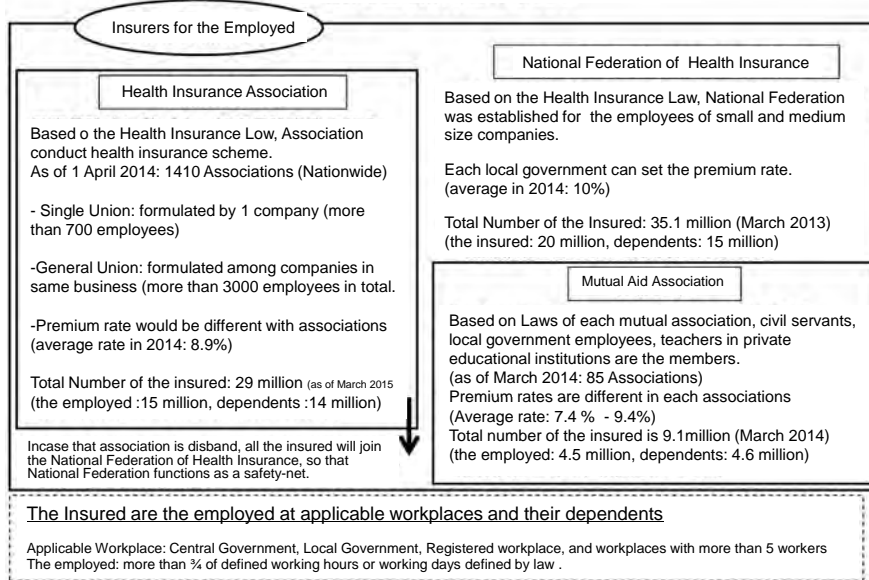 Insurers for the Employed
Health Insurance Association
Based o the Health Insurance Low, Association
conduct health insurance scheme.
As of 1 April 2014: 1410 Associations (Nationwide)
- Single Union: formulated by 1 company (more
than 700 employees)
-General Union: formulated among companies in
same business (more than 3000 employees in total.
-Premium rate would be different with associations
(average rate in 2014: 8.9%)
Total Number of the insured: 29 million (as of March 2015
(the employed :15 million, dependents :14 million)
Incase that association is disband, all the insured will join
the National Federation of Health Insurance, so that
National Federation functions as a safety-net.
National Federation of Health Insurance
Based on the Health Insurance Law, National Federation
was established for the employees of small and medium
size companies.
Each local government can set the premium rate.
(average in 2014: 10%)
Total Number of the Insured: 35.1 million (March 2013)
(the insured: 20 million, dependents: 15 million)
Mutual Aid Association
Based on Laws of each mutual association, civil servants,
local government employees, teachers in private
educational institutions are the members.
(as of March 2014: 85 Associations)
Premium rates are different in each associations
(Average rate: 7.4 % - 9.4%)
Total number of the insured is 9.1million (March 2014)
(the employed: 4.5 million, dependents: 4.6 million)
The Insured are the employed at applicable workplaces and their dependents
Applicable Workplace: Central Government, Local Government, Registered workplace, and workplaces with more than 5 workers
The employed: more than ¾ of defined working hours or working days defined by law .